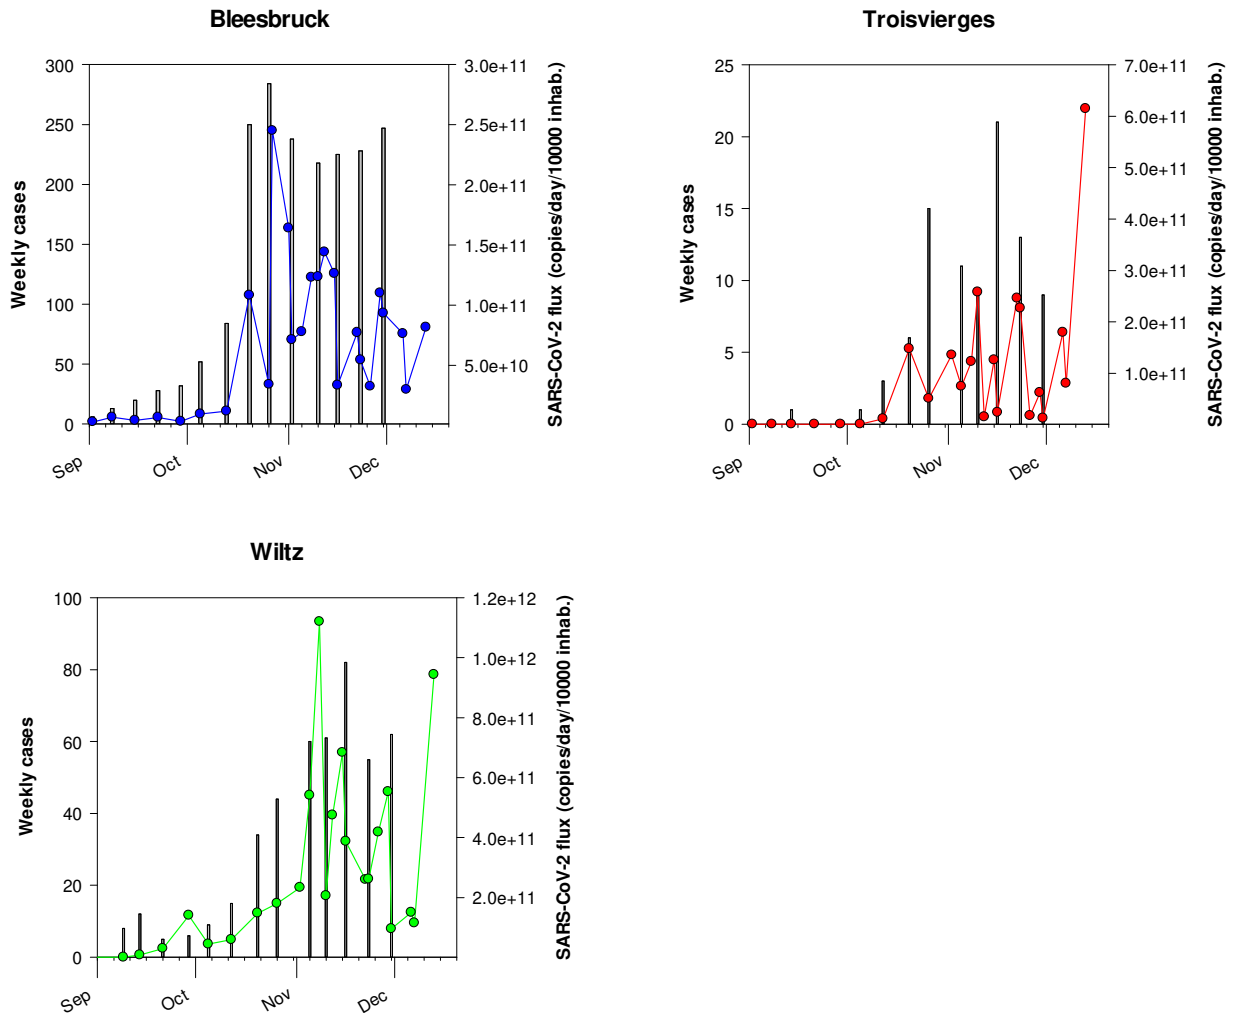 Bleesbruck
300
250
200
150
100
50
0
Weekly cases
3.0e+11
2.5e+11
2.0e+11
1.5e+11
1.0e+11
5.0e+10
SARS-CoV-2 flux (copies/day/10000 inhab.)
Sep
Oct
Nov
Dec
Troisvierges
25
20
15
10
5
0
Weekly cases
7.0e+11
6.0e+11
5.0e+11
4.0e+11
3.0e+11
2.0e+11
1.0e+11
SARS-CoV-2 flux (copies/day/10000 inhab.)
Sep
Oct
Nov
Dec
Wiltz
100
80
60
40
20
0
Weekly cases
1.2e+12
1.0e+12
8.0e+11
6.0e+11
4.0e+11
2.0e+11
SARS-CoV-2 flux (copies/day/10000 inhab.)
Sep
Oct
Nov
Dec